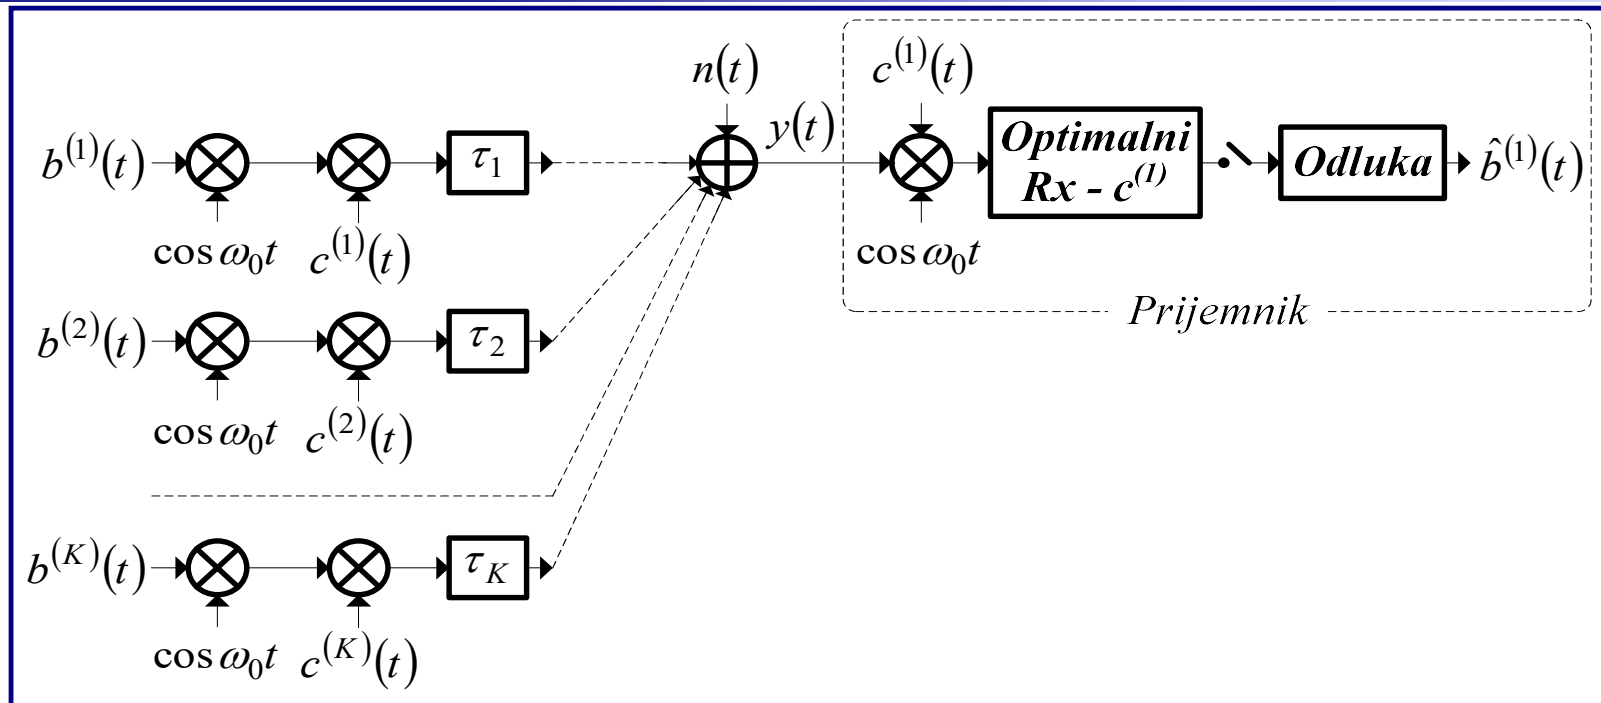 n(t)
c^{(1)}(t)
b^{(1)}(t)
τ_1
y(t)
Optimalni
Rx - c^{(1)}
Odluka
\hat{b}^{(1)}(t)
cos ω_0 t
c^{(1)}(t)
cos ω_0 t
Prijemnik
b^{(2)}(t)
τ_2
cos ω_0 t
c^{(2)}(t)
b^{(K)}(t)
τ_K
cos ω_0 t
c^{(K)}(t)